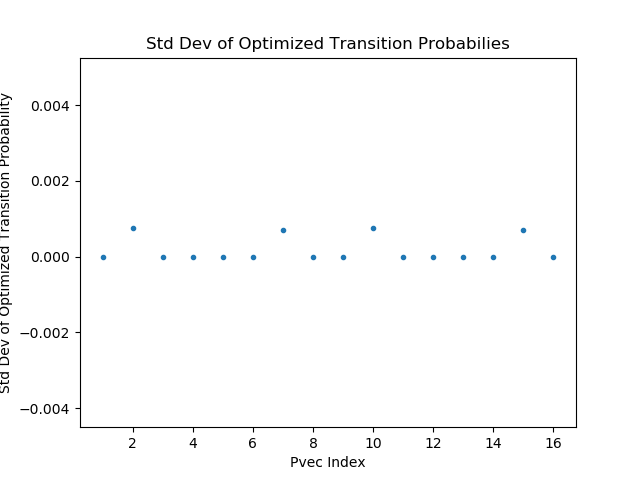 Std Dev of Optimized Transition Probabilies
Std Dev of Optimized Transition Probability
0.004
0.002
0.000
−0.002
−0.004
2 4 6 8 10 12 14 16
Pvec Index